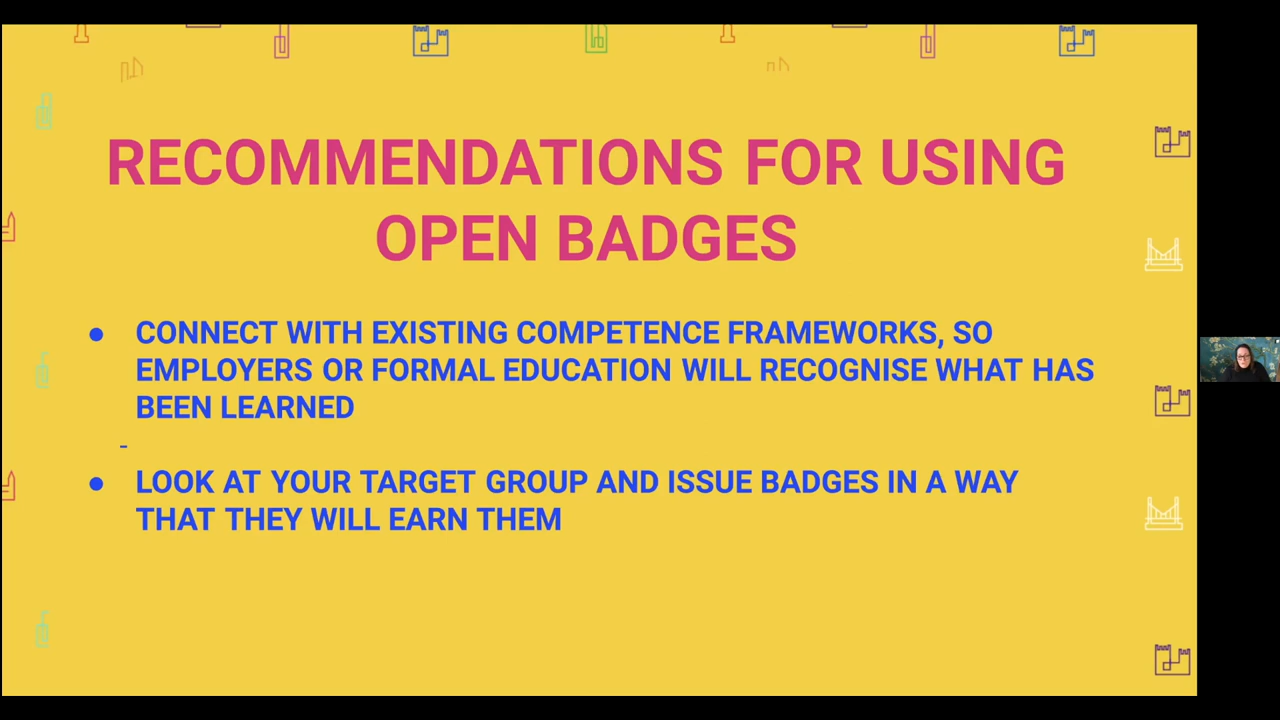 RECOMMENDATIONS FOR USING
OPEN BADGES
● CONNECT WITH EXISTING COMPETENCE FRAMEWORKS, SO
EMPLOYERS OR FORMAL EDUCATION WILL RECOGNISE WHAT HAS
BEEN LEARNED
-
● LOOK AT YOUR TARGET GROUP AND ISSUE BADGES IN A WAY
THAT THEY WILL EARN THEM